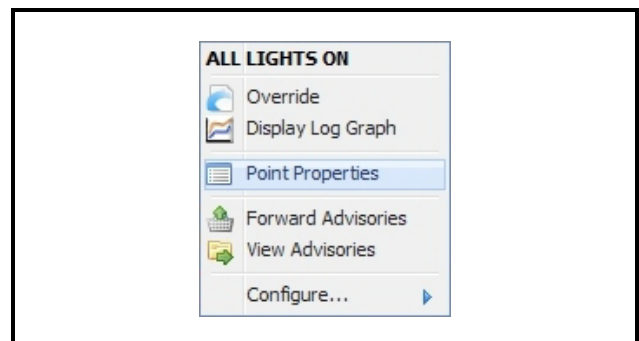 ALL LIGHTS ON
Override
Display Log Graph
Point Properties
Forward Advisories
View Advisories
Configure...